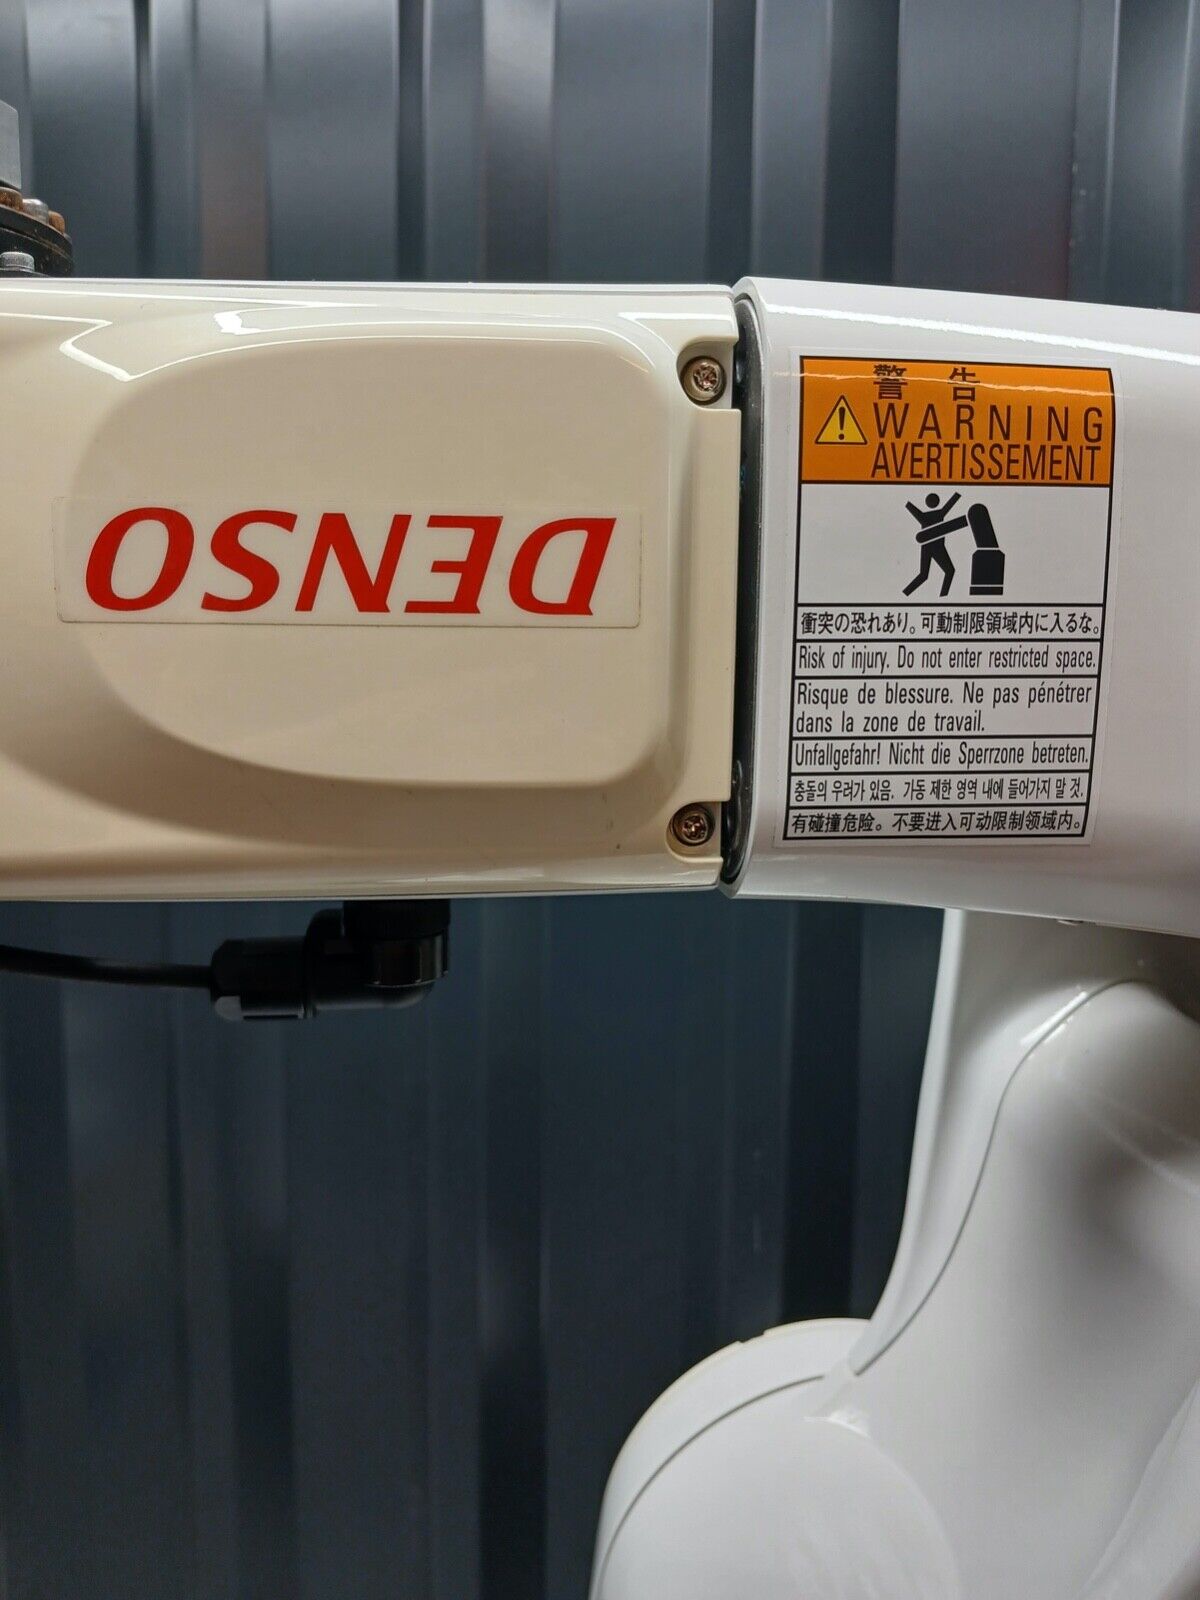 DENSO
警告
WARNING
AVERTISSEMENT
衝突の恐れあり。可動制限領域内に入るな。
Risk of injury. Do not enter restricted space.
Risque de blessure. Ne pas pénétrer
dans la zone de travail.
Unfallgefahr! Nicht die Sperrzone betreten.
충돌의 우려가 있음. 가동 제한 영역 내에 들어가지 말 것.
有碰撞危险。不要进入可动限制领域内。